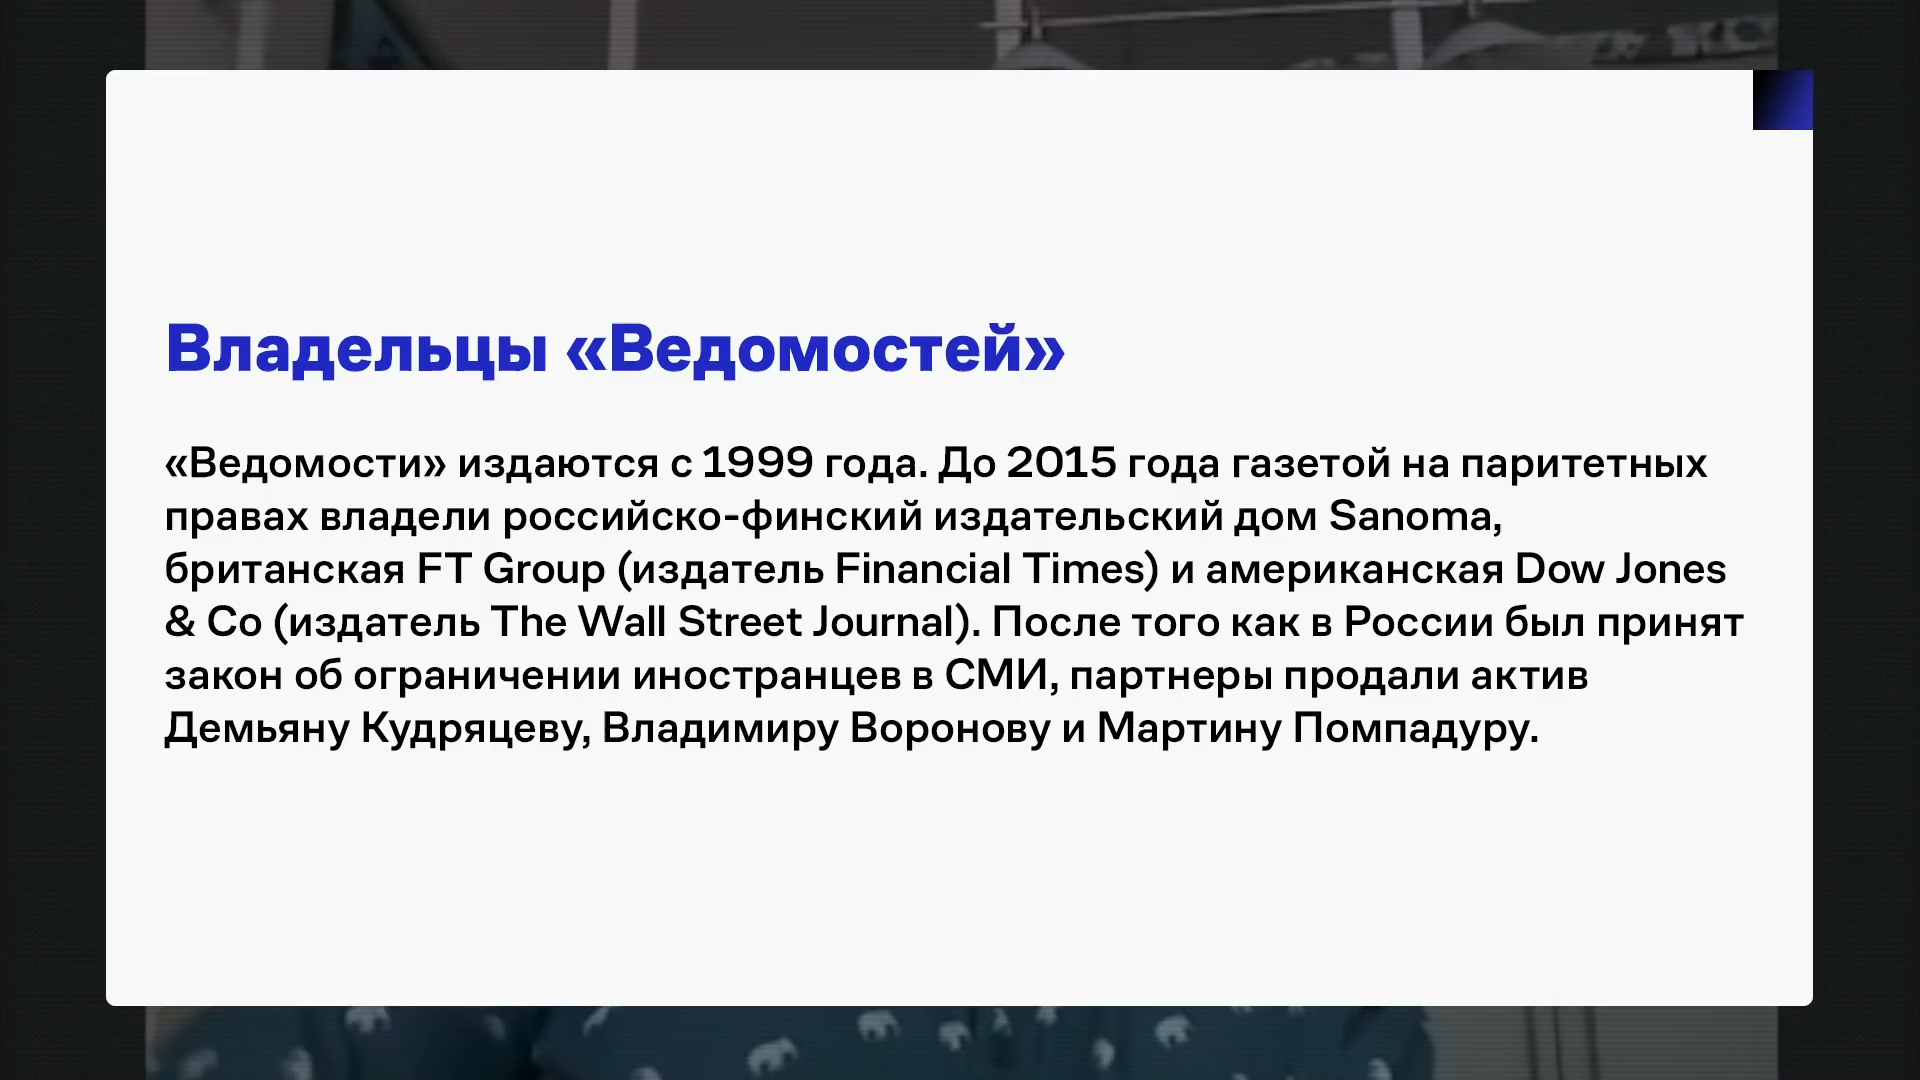 Владельцы «Ведомостей»
«Ведомости» издаются с 1999 года. До 2015 года газетой на паритетных
правах владели российско-финский издательский дом Sanoma,
британская FT Group (издатель Financial Times) и американская Dow Jones
& Co (издатель The Wall Street Journal). После того как в России был принят
закон об ограничении иностранцев в СМИ, партнеры продали актив
Демьяну Кудряцеву, Владимиру Воронову и Мартину Помпадуру.